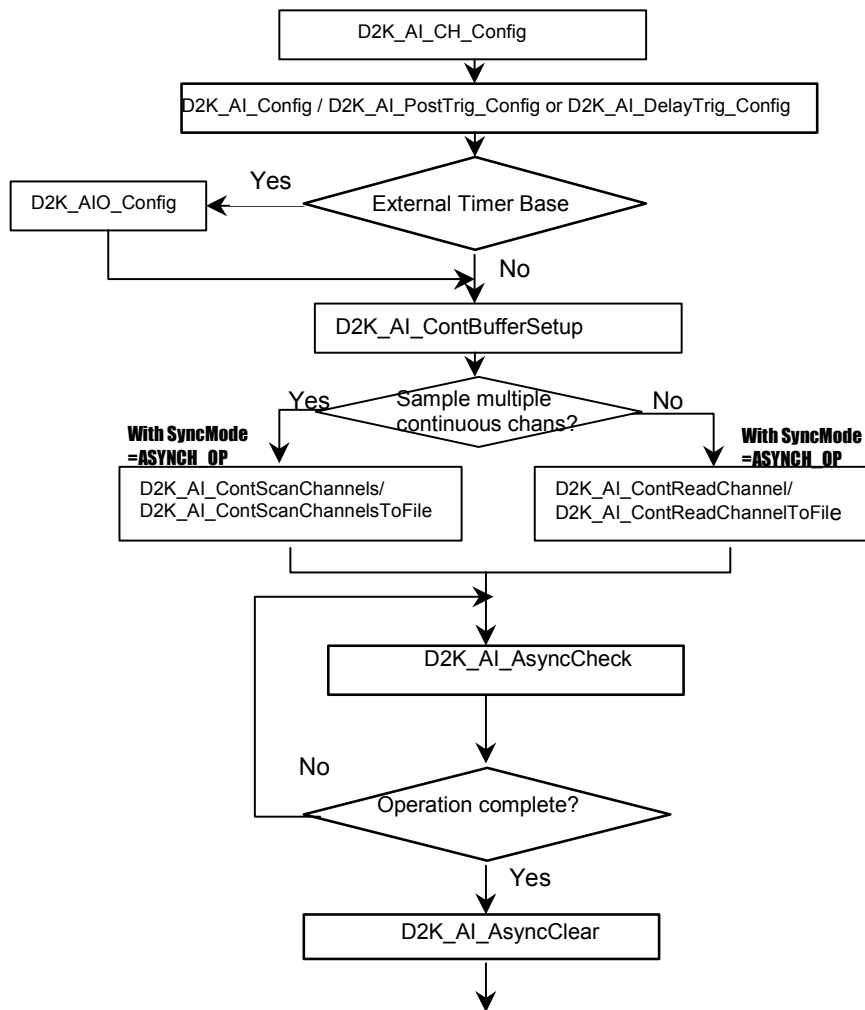 D2K_AI_CH_Config
D2K_AI_Config / D2K_AI_PostTrig_Config or D2K_AI_DelayTrig_Config
Yes
D2K_AIO_Config
External Timer Base
No
D2K_AI_ContBufferSetup
Yes
Sample multiple
continuous chans?
No
With SyncMode
=ASYNCH_OP
With SyncMode
=ASYNCH_OP
D2K_AI_ContScanChannels/
D2K_AI_ContScanChannelsToFile
D2K_AI_ContReadChannel/
D2K_AI_ContReadChannelToFile
D2K_AI_AsyncCheck
No
Operation complete?
Yes
D2K_AI_AsyncClear